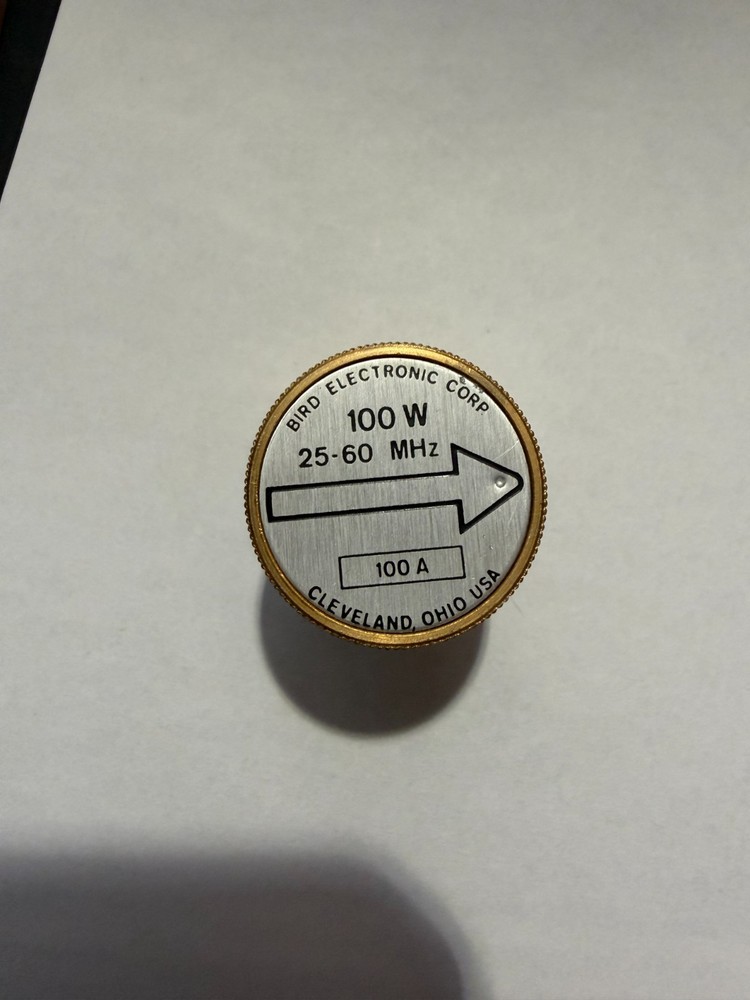 BIRD ELECTRONIC CORP
100 W
25-60 MHz
100 A
CLEVELAND, OHIO USA